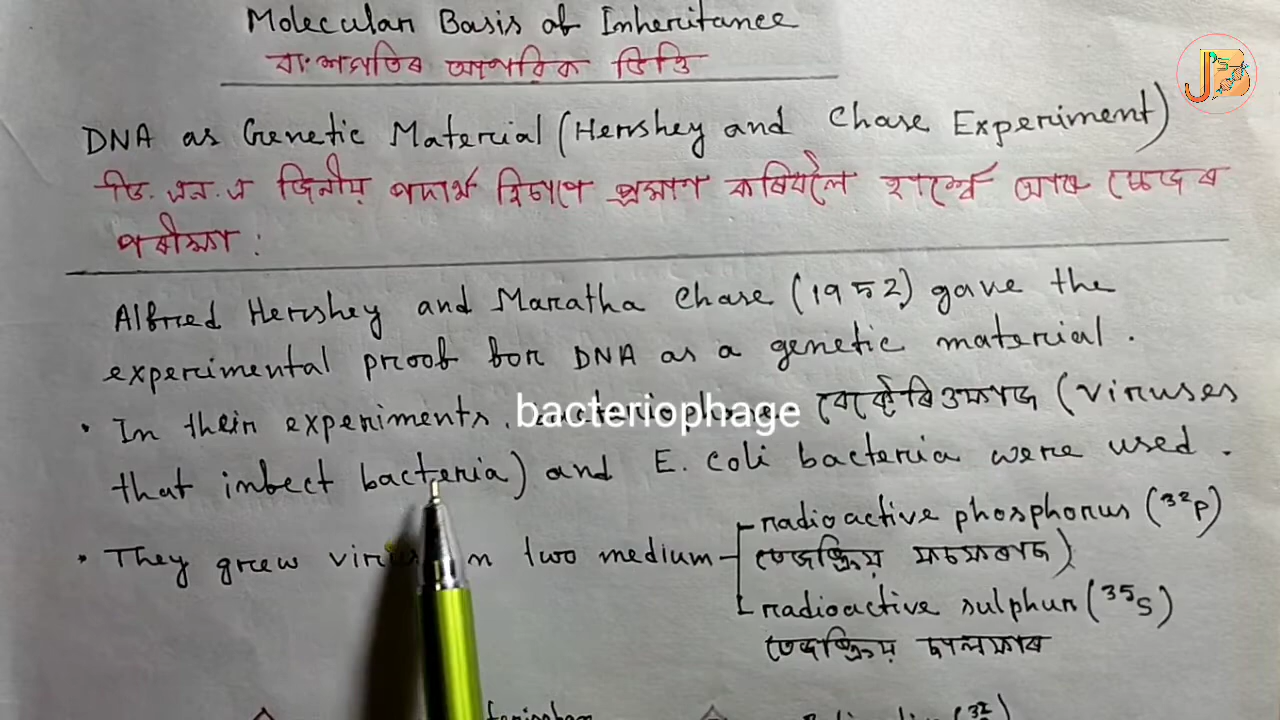 Molecular Basis of Inheritance
বংশগতিৰ আণৱিক ভিত্তি
DNA as Genetic Material (Hershey and Chase Experiment)
ডি. এন. এ জিনীয় পদাৰ্থ হিচাপে প্ৰমাণ কৰিবলৈ হাৰ্ছে আৰু চেজৰ
পৰীক্ষা :
Alfred Hershey and Maratha Chase (1952) gave the
experimental proof for DNA as a genetic material.
• In their experiments, bacteriophage (viruses
bacteriophage
that infect bacteria) and E. coli bacteria were used.
• They grew virus in two medium
radioactive phosphorus (³²P)
তেজস্ক্ৰিয় ফচফৰাচ)
radioactive sulphur (³⁵S)
তেজস্ক্ৰিয় চালফাৰ
JB